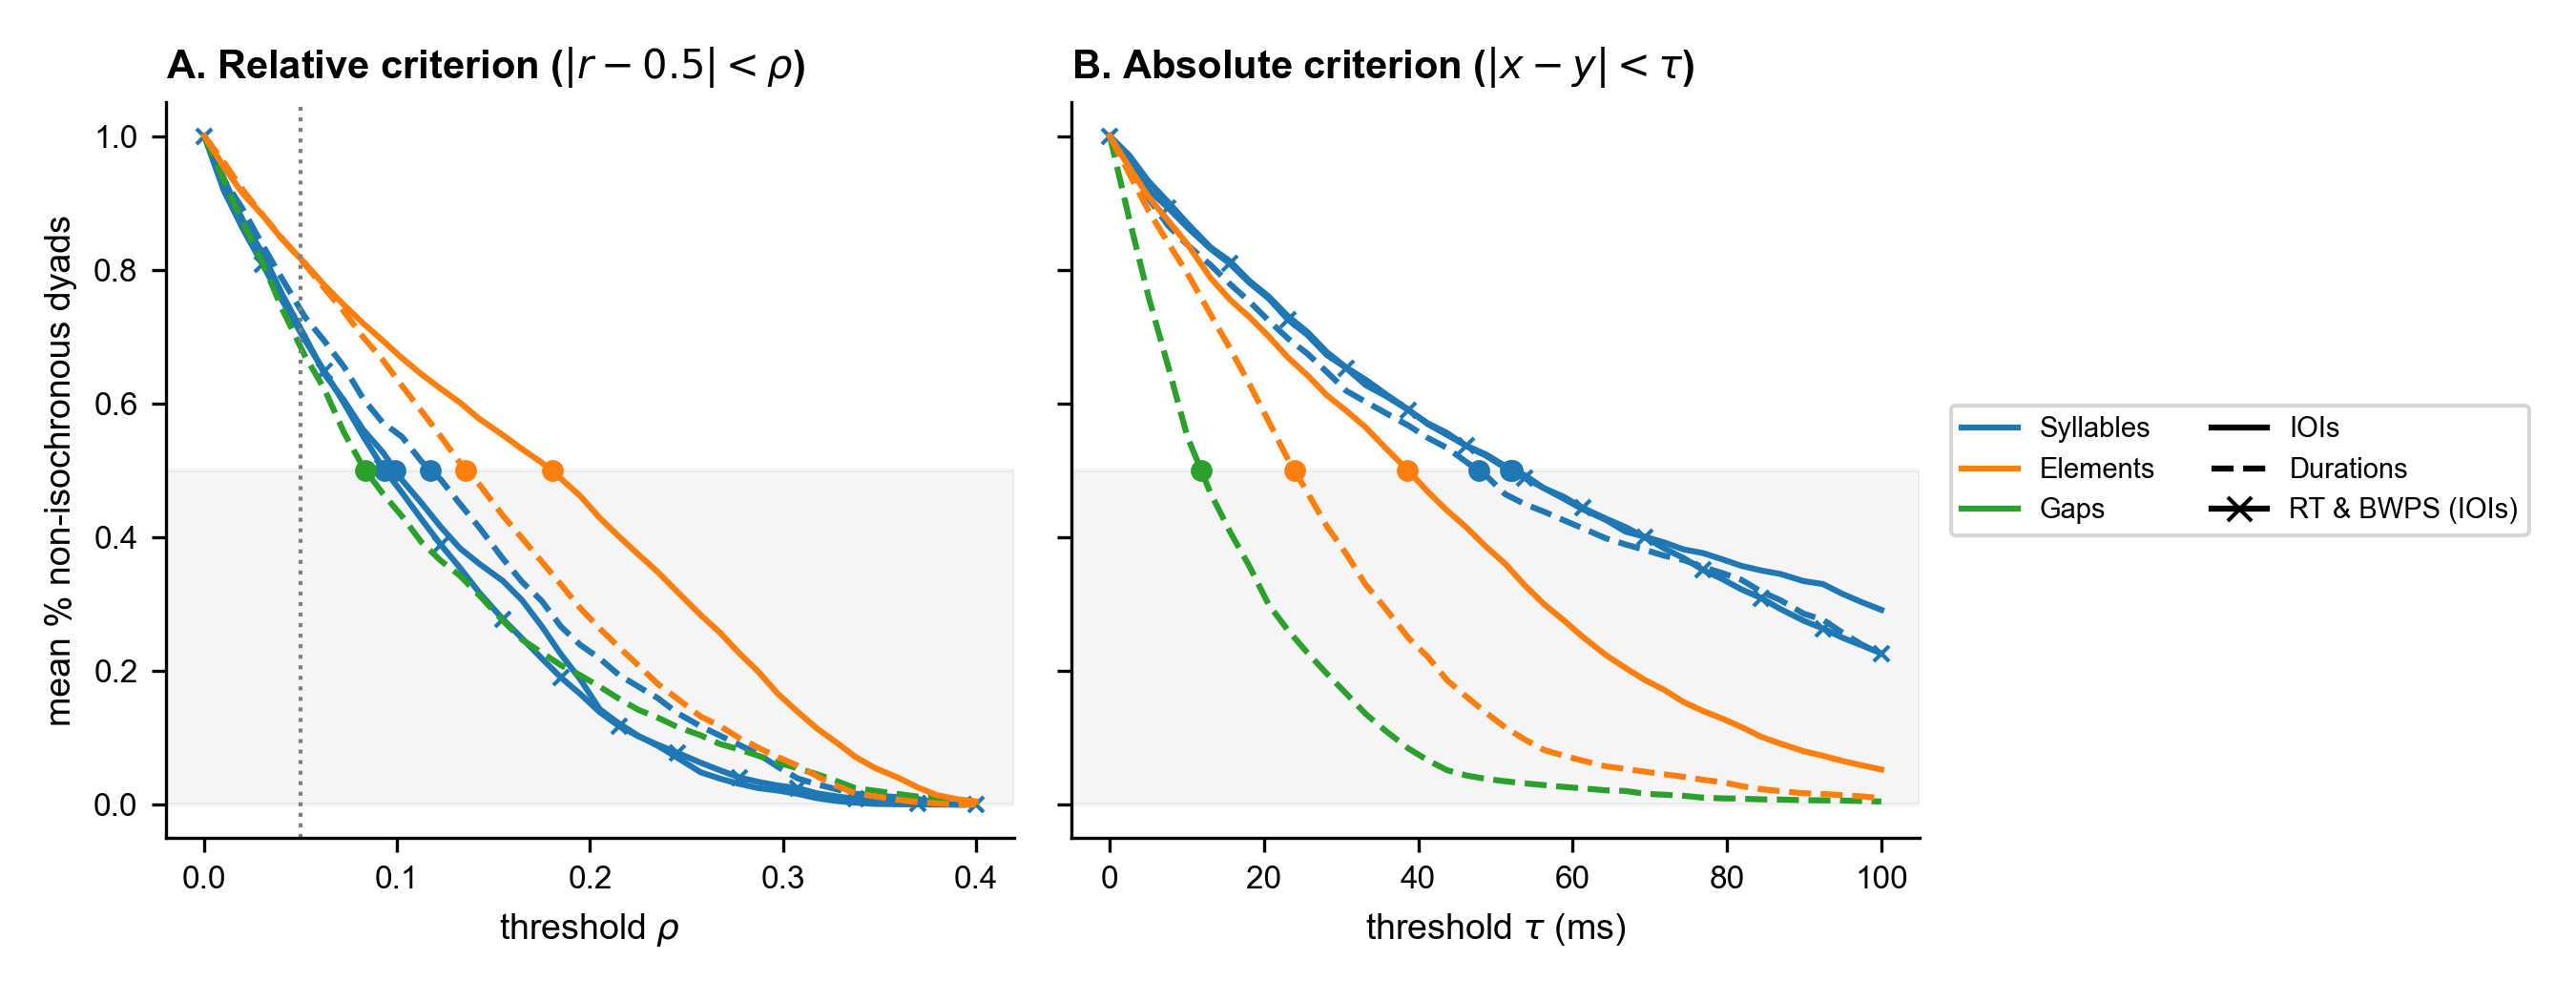 A. Relative criterion (|r − 0.5| < ρ)
B. Absolute criterion (|x − y| < τ)
mean % non-isochronous dyads
1.0
0.8
0.6
0.4
0.2
0.0
0.0 0.1 0.2 0.3 0.4
threshold ρ
0 20 40 60 80 100
threshold τ (ms)
Syllables
Elements
Gaps
IOIs
Durations
RT & BWPS (IOIs)